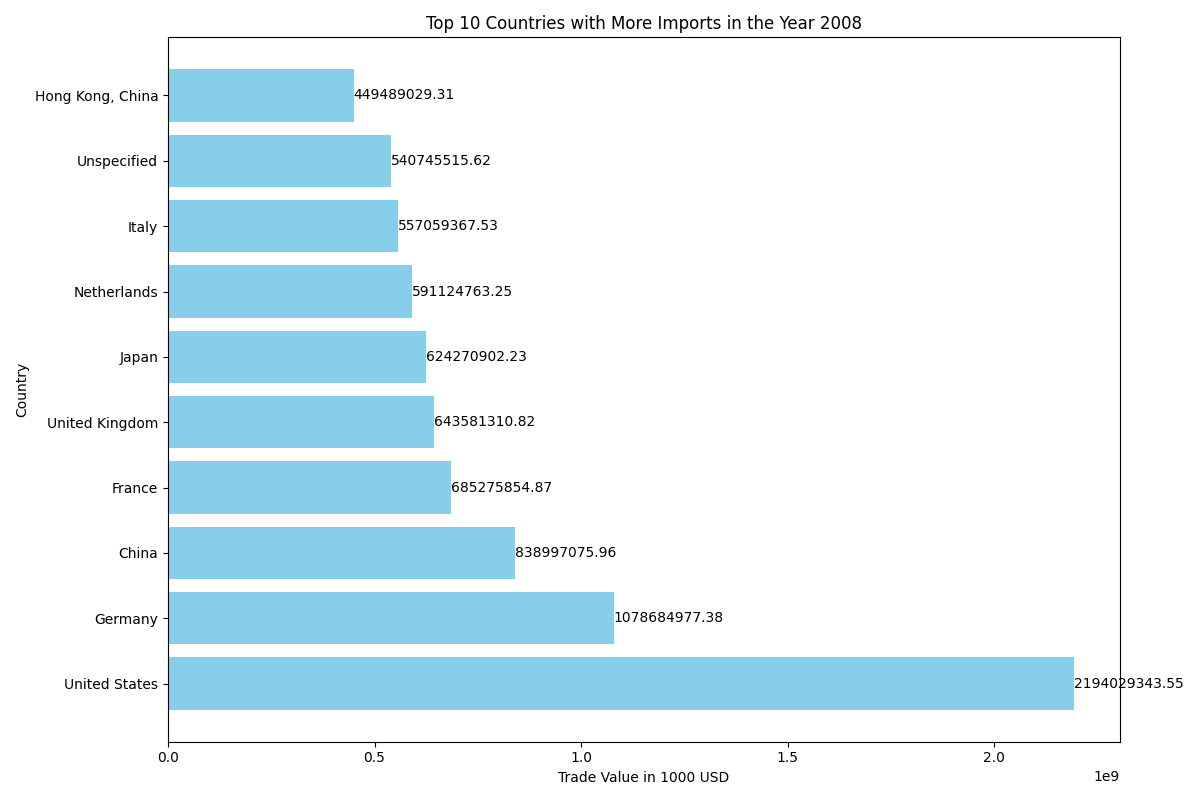 Top 10 Countries with More Imports in the Year 2008
Country
Hong Kong, China 449489029.31
Unspecified 540745515.62
Italy 557059367.53
Netherlands 591124763.25
Japan 624270902.23
United Kingdom 643581310.82
France 685275854.87
China 838997075.96
Germany 1078684977.38
United States 2194029343.55
0.0 0.5 1.0 1.5 2.0
Trade Value in 1000 USD 1e9